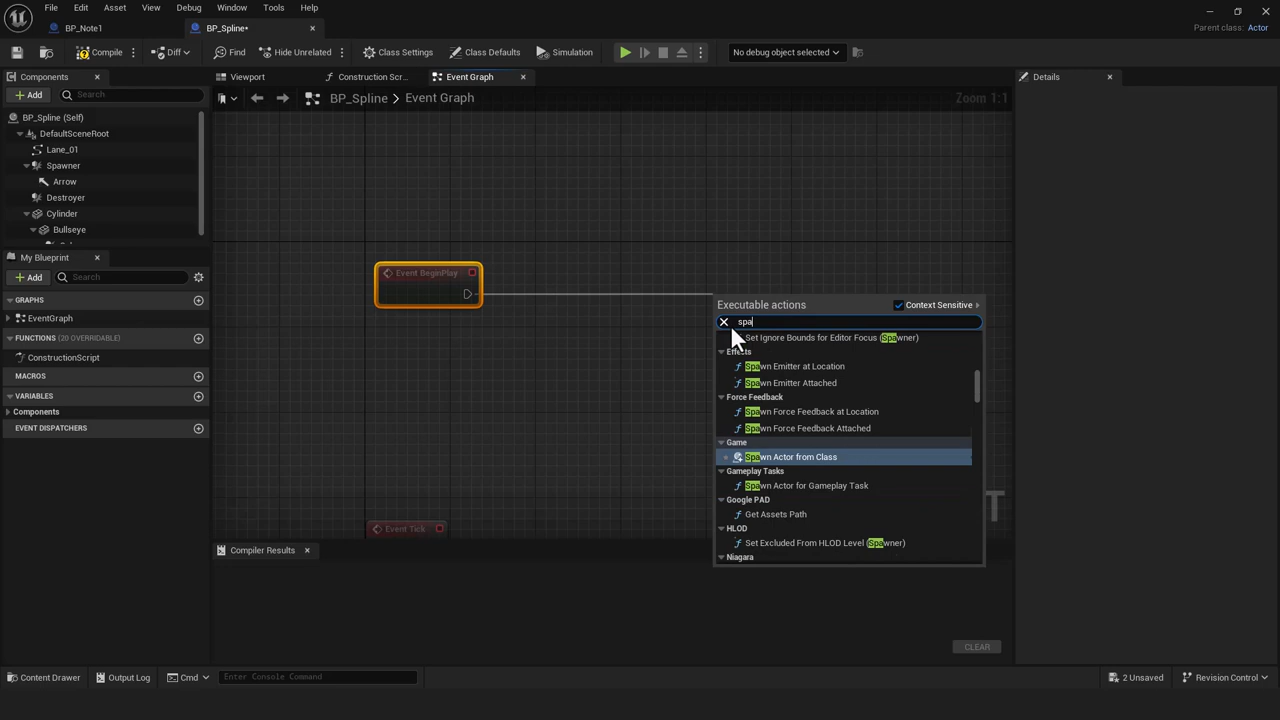 File Edit Asset View Debug Window Tools Help
BP_Note1 BP_Spline•
Parent class: Actor
Compile Diff Find Hide Unrelated Class Settings Class Defaults Simulation No debug object selected
Components Viewport Construction Scr... Event Graph Details
Add Search
BP_Spline > Event Graph Zoom 1:1
BP_Spline (Self)
DefaultSceneRoot
Lane_01
Spawner
Arrow
Destroyer
Cylinder
Bullseye
My Blueprint
Add Search
GRAPHS
EventGraph
FUNCTIONS (20 OVERRIDABLE)
ConstructionScript
MACROS
VARIABLES
Components
EVENT DISPATCHERS
Event BeginPlay
Event Tick
Executable actions Context Sensitive
spa
Set Ignore Bounds for Editor Focus (Spawner)
Effects
Spawn Emitter at Location
Spawn Emitter Attached
Force Feedback
Spawn Force Feedback at Location
Spawn Force Feedback Attached
Game
Spawn Actor from Class
Gameplay Tasks
Spawn Actor for Gameplay Task
Google PAD
Get Assets Path
HLOD
Set Excluded From HLOD Level (Spawner)
Niagara
Compiler Results
CLEAR
Content Drawer Output Log Cmd Enter Console Command 2 Unsaved Revision Control